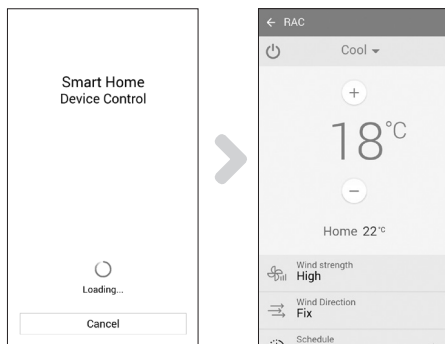 Smart Home
Device Control
Loading...
Cancel
RAC
Cool
18°C
Home 22°C
Wind strength
High
Wind Direction
Fix
Schedule